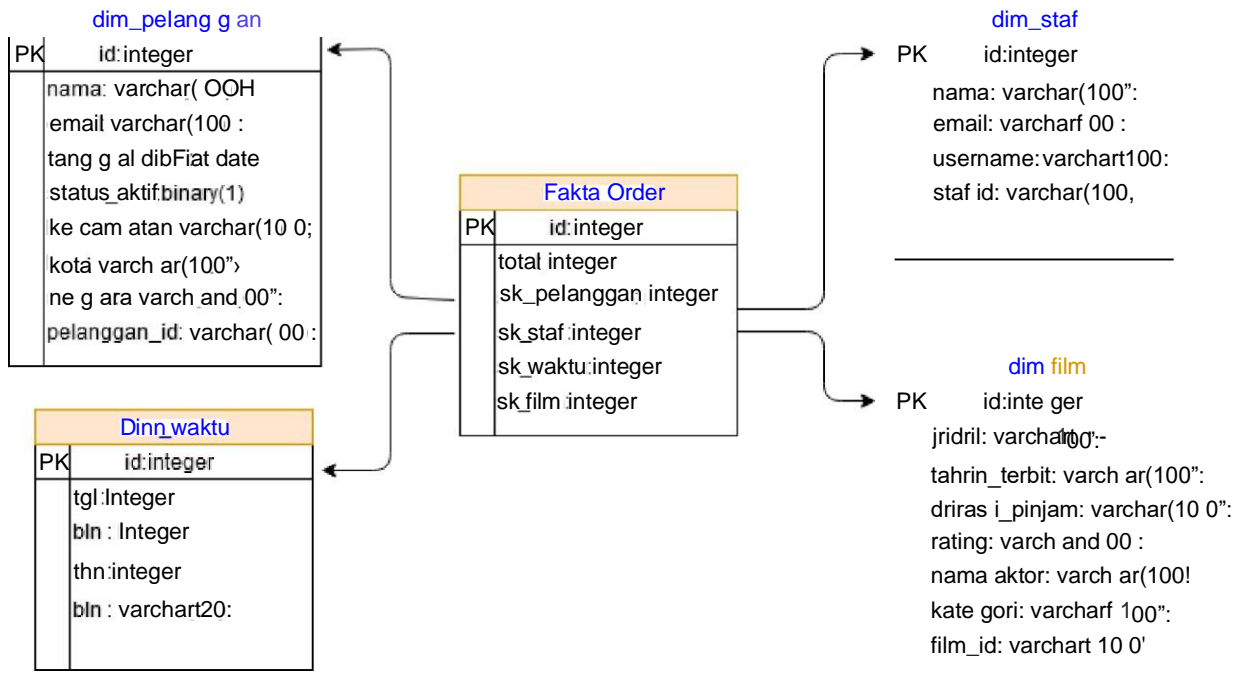 dim_pelang g an
PK id:integer
nama: varchar( OOH
email varchar(100 :
tang g al dibFiat date
status_aktif:binary(1)
ke cam atan varchar(10 0;
kota varch ar(100”›
ne g ara varch and 00”:
pelanggan_id: varchar( 00 :
Dinn_waktu
PK id:integer
tgl:Integer
bln : Integer
thn:integer
bln : varchart20:
Fakta Order
PK id:integer
total integer
sk_pelanggan integer
sk_staf:integer
sk_waktu:integer
sk_film:integer
dim_staf
PK id:integer
nama: varchar(100”:
email: varcharf 00 :
username:varchart100:
staf id: varchar(100,
dim film
PK id:inte ger
jridril: varchart100”:-
tahrin_terbit: varch ar(100”:
driras i_pinjam: varchar(10 0”:
rating: varch and 00 :
nama aktor: varch ar(100!
kate gori: varcharf 100”:
film_id: varchart 10 0'